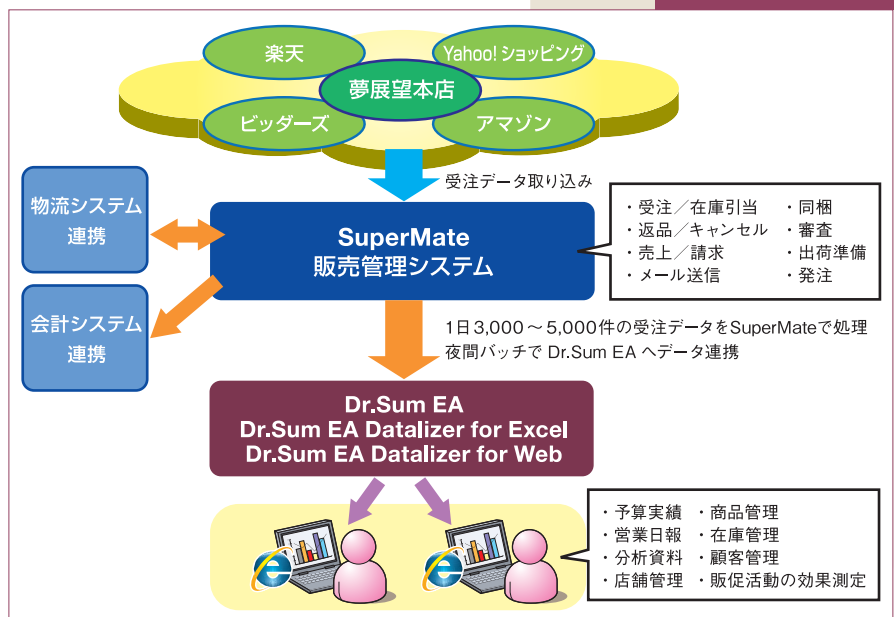 楽天
Yahoo! ショッピング
夢展望本店
ビッダーズ
アマゾン
受注データ取り込み
物流システム
連携
SuperMate
販売管理システム
・受注／在庫引当
・返品／キャンセル
・売上／請求
・メール送信
・同梱
・審査
・出荷準備
・発注
会計システム
連携
1日3,000～5,000件の受注データをSuperMateで処理
夜間バッチで Dr.Sum EA へデータ連携
Dr.Sum EA
Dr.Sum EA Datalizer for Excel
Dr.Sum EA Datalizer for Web
・予算実績
・営業日報
・分析資料
・店舗管理
・商品管理
・在庫管理
・顧客管理
・販促活動の効果測定